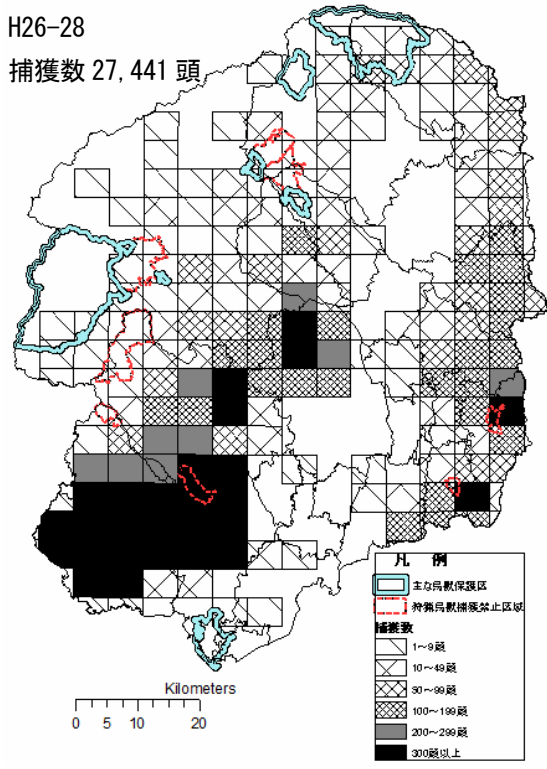 H26-28
捕獲数 27,441 頭
凡 例
主な鳥獣保護区
狩猟鳥獣捕獲禁止区域
捕獲数
1～9頭
10～49頭
50～99頭
100～199頭
200～299頭
300頭以上
Kilometers
0 5 10 20